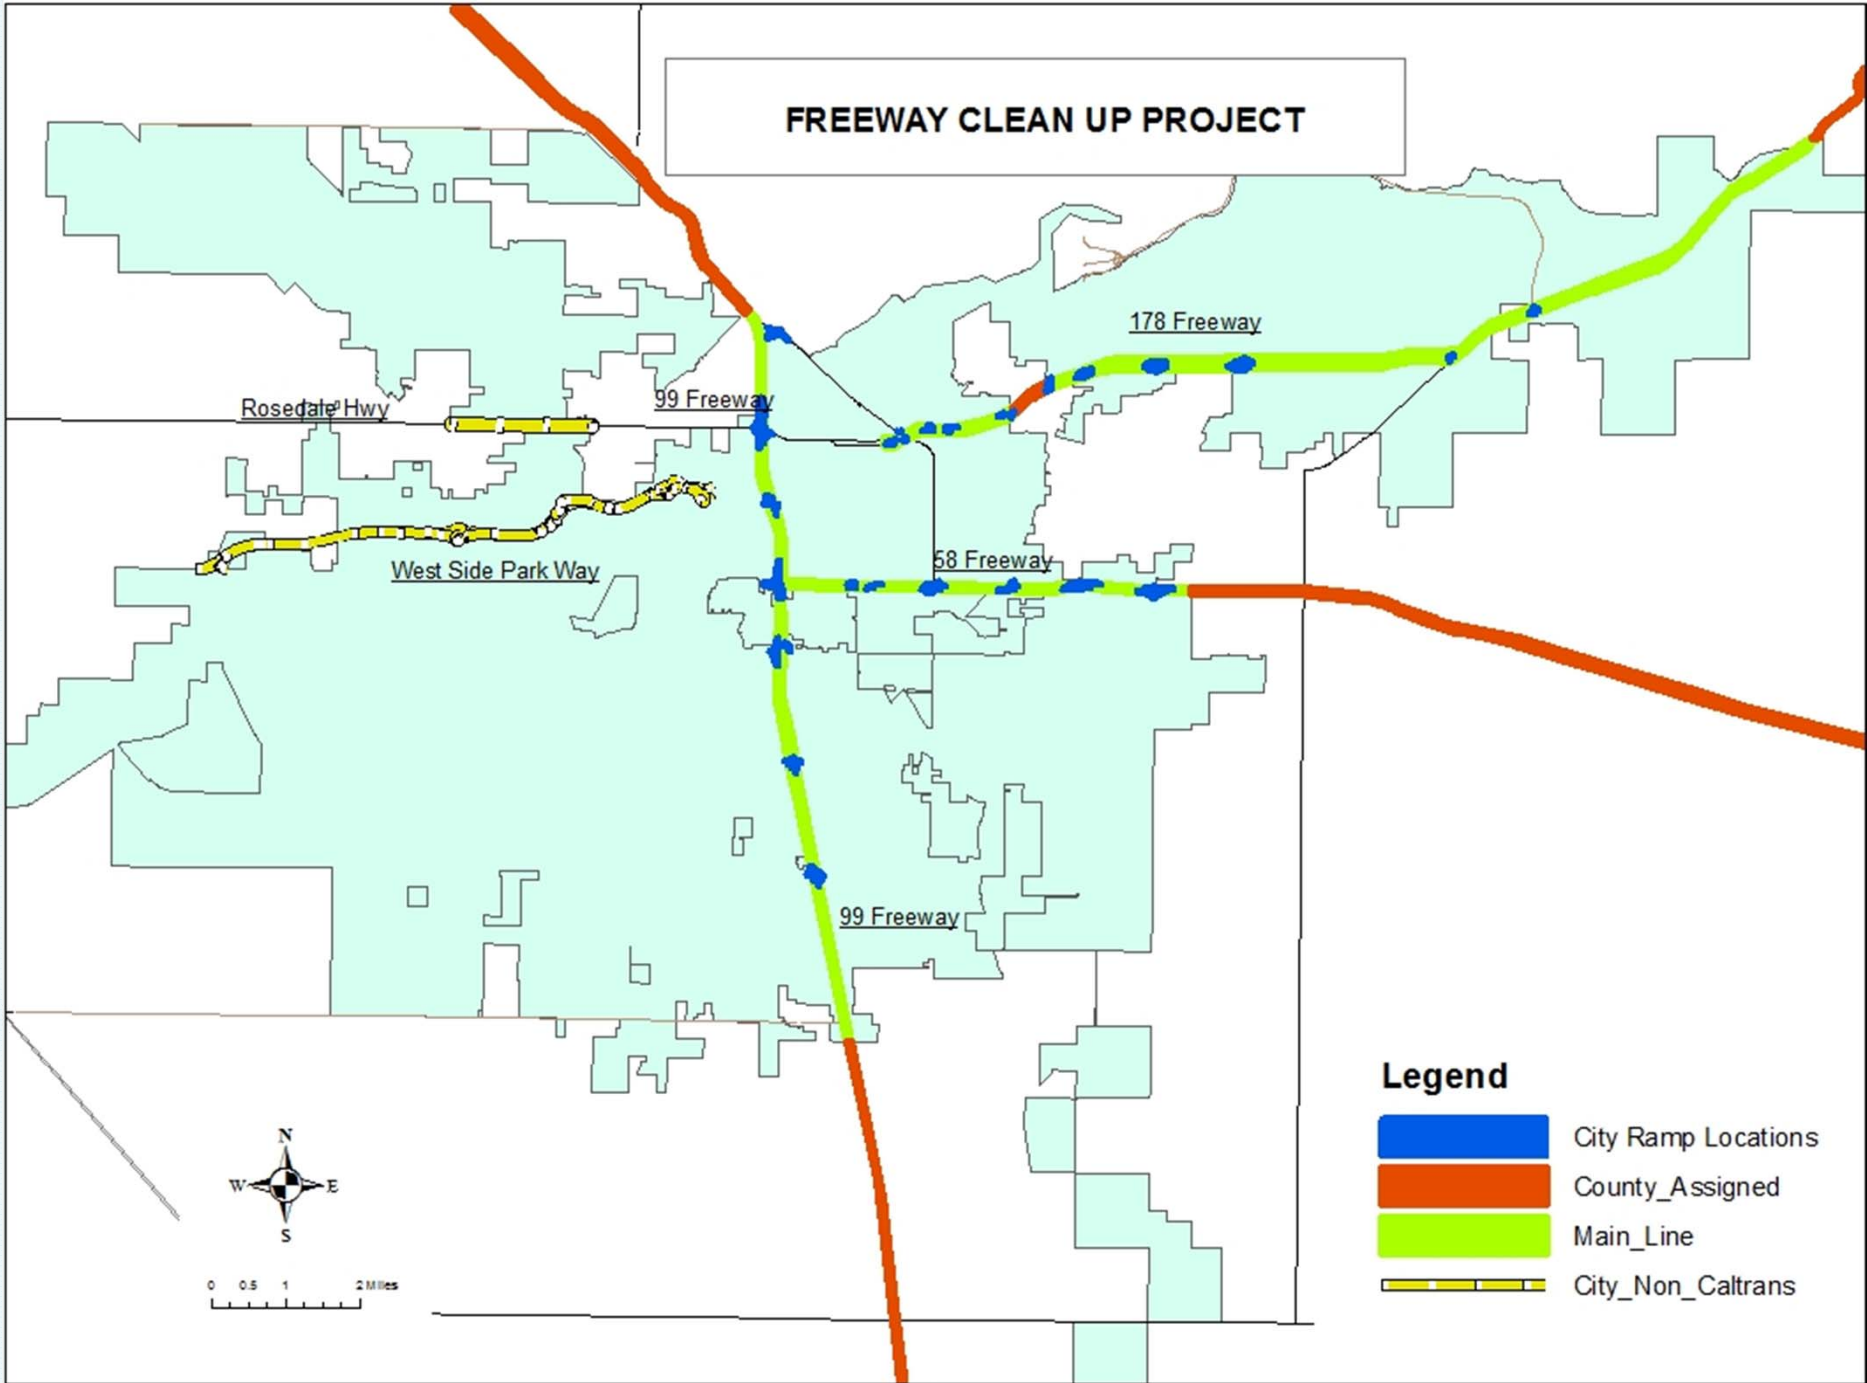 FREEWAY CLEAN UP PROJECT
178 Freeway
99 Freeway
Rosedale Hwy
58 Freeway
West Side Park Way
99 Freeway
Legend
City Ramp Locations
County_Assigned
Main_Line
City_Non_Caltrans
N
W E
S
0 0.5 1 2 Miles